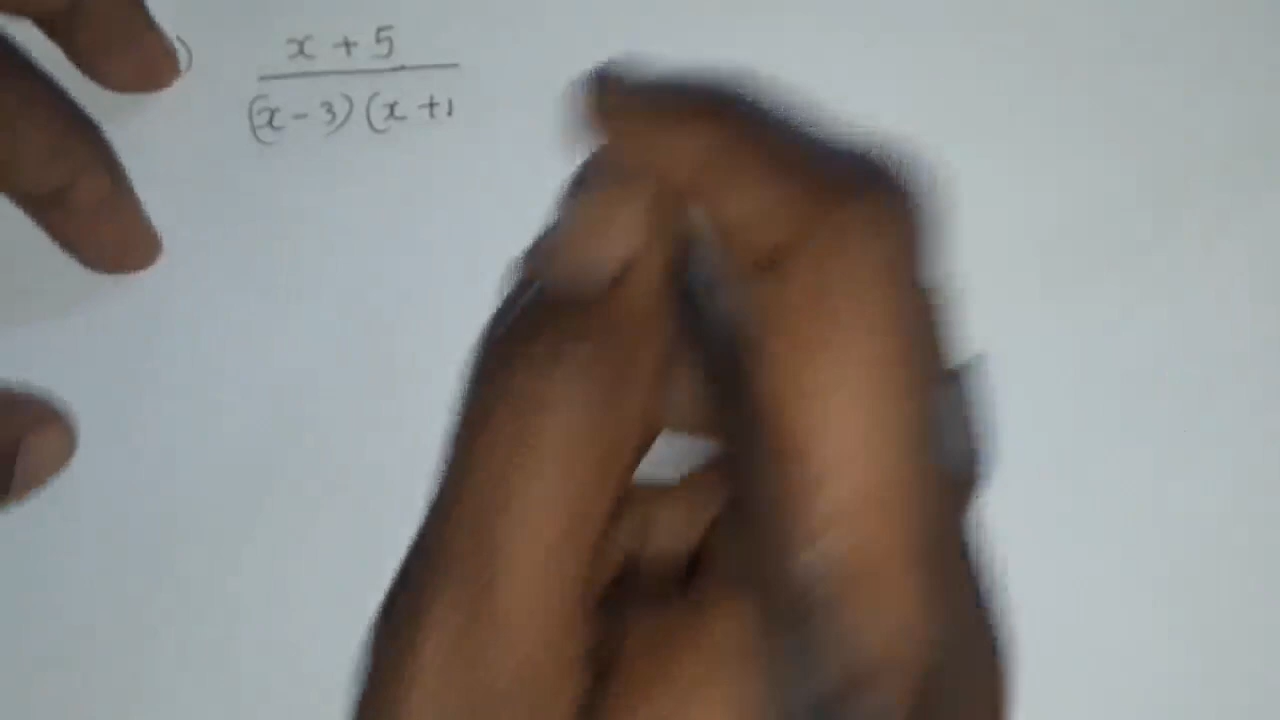 )
x + 5
(x - 3) (x + 1